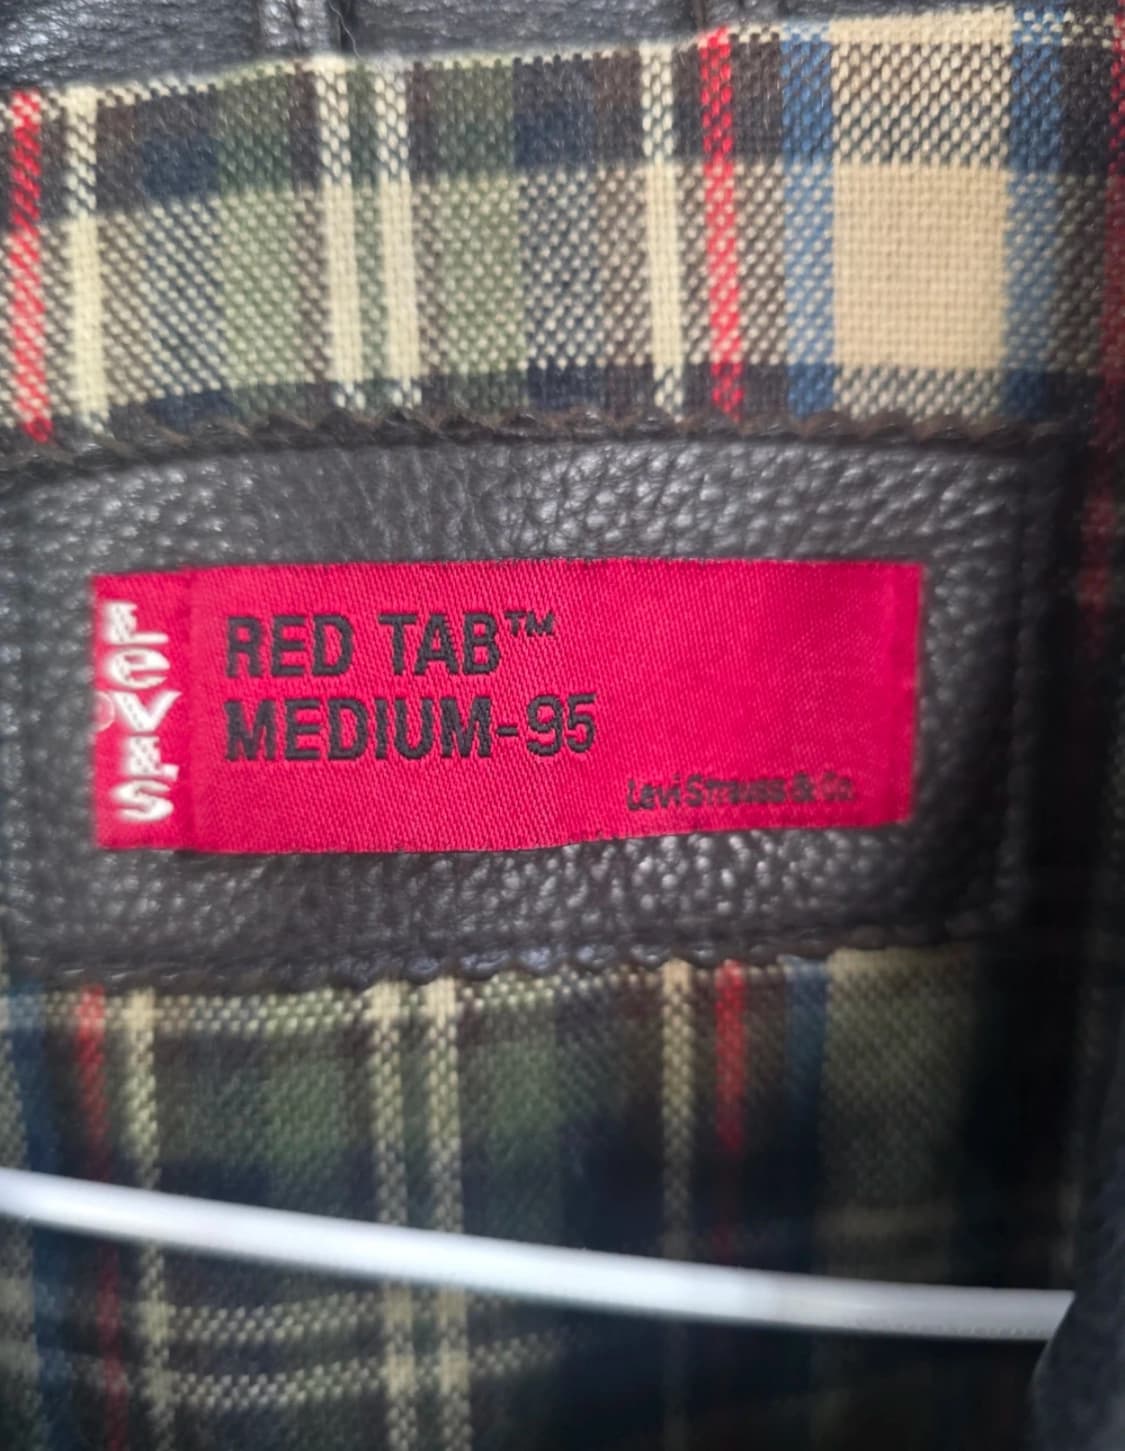 LEVI'S
RED TAB™
MEDIUM-95
Levi Strauss & Co.